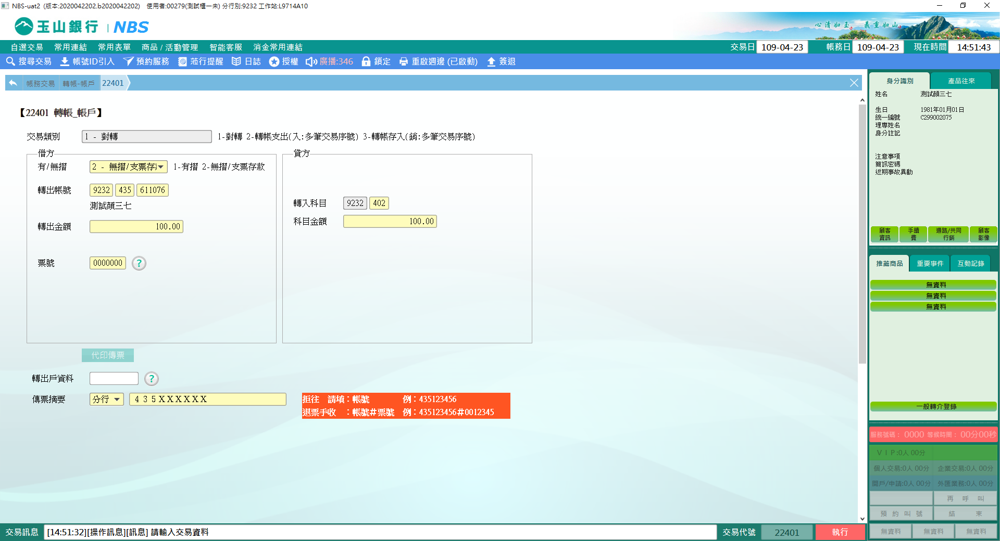 NBS-uat2 (版本:2020042202.b2020042202) 使用者:00279(測試櫃一未) 分行別:9232 工作站:L9714A10
玉山銀行 | NBS
心清如玉。 義重如山。
自選交易 常用連結 常用表單 商品 / 活動管理 智能客服 消金常用連結 交易日 109-04-23 帳務日 109-04-23 現在時間 14:51:43
搜尋交易 帳號ID引入 預約服務 蒞行提醒 日誌 授權 廣播:346 鎖定 重啟週邊 (已啟動) 簽退
帳務交易 轉帳-帳戶 22401
【22401 轉帳_帳戶】
交易類別 1 - 對轉 1-對轉 2-轉帳支出(入:多筆交易序號) 3-轉帳存入(銷:多筆交易序號)
借方
有/無摺 2 - 無摺/支票存 1-有摺 2-無摺/支票存款
轉出帳號 9232 435 611076
測試顏三七
轉出金額 100.00
票號 0000000 ?
貸方
轉入科目 9232 402
科目金額 100.00
代印傳票
轉出戶資料 ?
傳票摘要 分行 435XXXXXX
拒往 請填:帳號 例:435123456
退票手收 :帳號#票號 例:435123456#0012345
身分識別 產品往來
姓名 測試顏三七
生日 1981年01月01日
統一編號 C299002075
理專姓名
身分註記
注意事項
簡訊密碼
近期事故異動
顧客資訊 手續費 通路/共同行銷 顧客影像
推薦商品 重要事件 互動記錄
無資料
無資料
無資料
一般轉介登錄
服務號碼: 0000 等候時間: 00分00秒
VIP:0人 00分
個人交易:0人 00分 企業交易:0人 00分
開戶/申請:0人 00分 外匯業務:0人 00分
再 呼 叫
預 約 叫 號 結 束
無資料 無資料 無資料
交易訊息 [14:51:32][操作訊息][訊息] 請輸入交易資料 交易代號 22401 執行